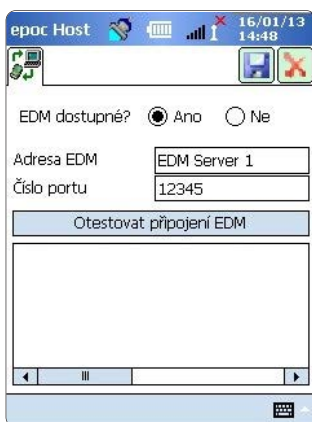 epoc Host
16/01/13
14:48
EDM dostupné? Ano Ne
Adresa EDM EDM Server 1
Číslo portu 12345
Otestovat připojení EDM